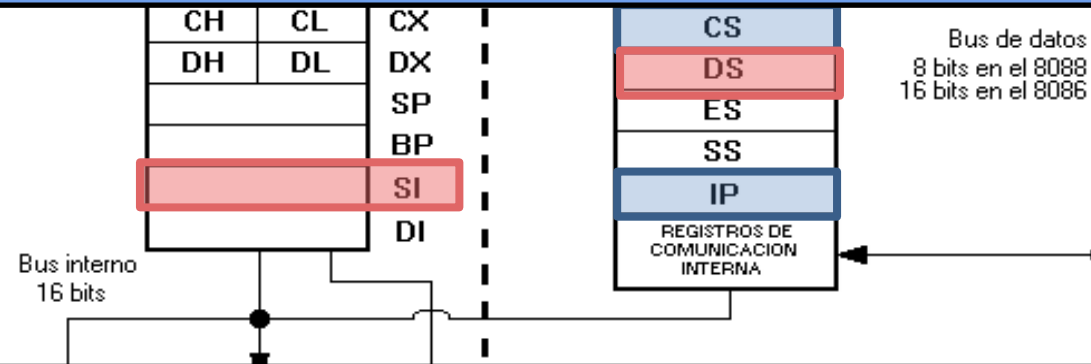 CH CL CX
DH DL DX
SP
BP
SI
DI
Bus interno
16 bits
CS
DS
ES
SS
IP
REGISTROS DE
COMUNICACION
INTERNA
Bus de datos
8 bits en el 8088
16 bits en el 8086